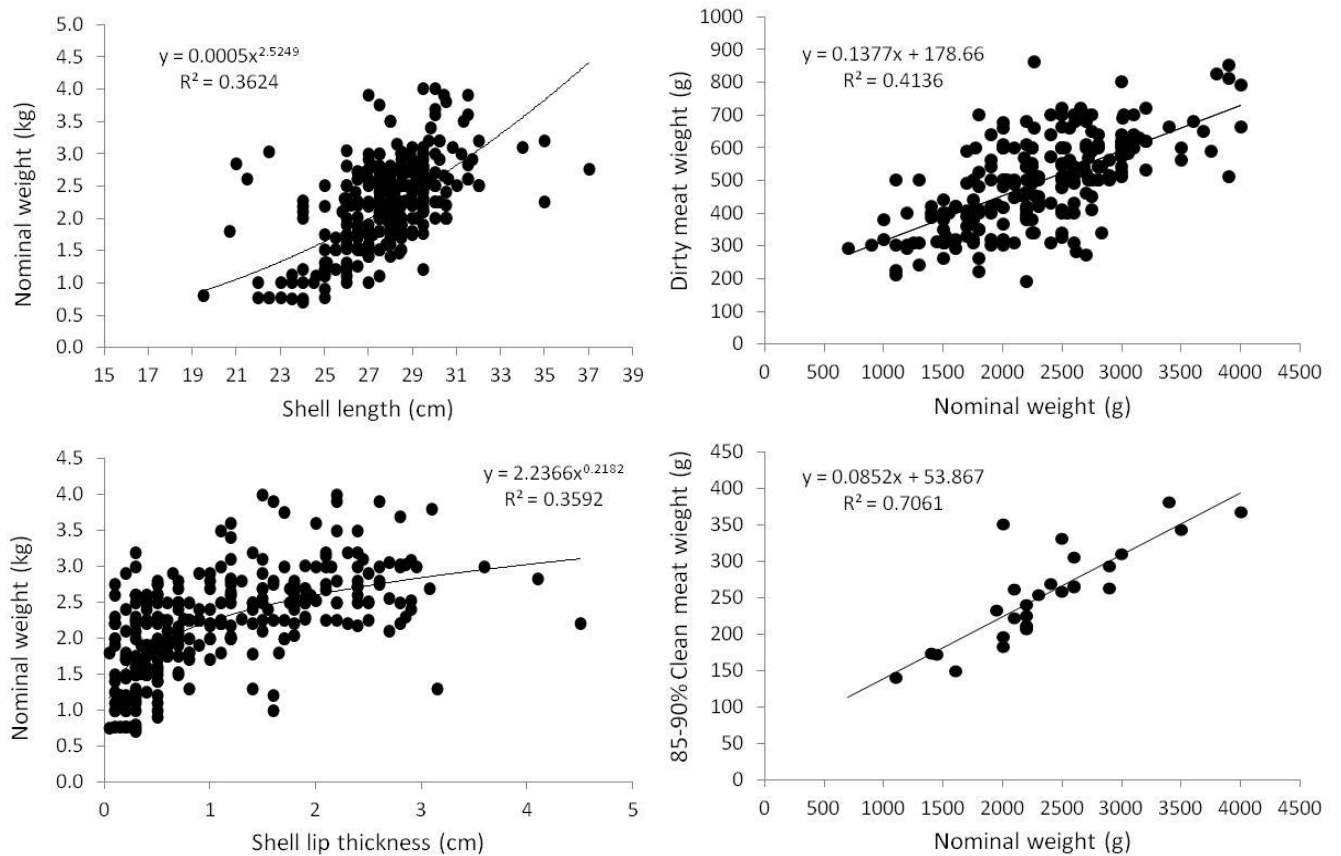 5.0
4.5
4.0
3.5
3.0
2.5
2.0
1.5
1.0
0.5
0.0
Nominal weight (kg)
y = 0.0005x^2.5249
R² = 0.3624
15 17 19 21 23 25 27 29 31 33 35 37 39
Shell length (cm)
1000
900
800
700
600
500
400
300
200
100
0
Dirty meat wieght (g)
y = 0.1377x + 178.66
R² = 0.4136
0 500 1000 1500 2000 2500 3000 3500 4000 4500
Nominal weight (g)
4.5
4.0
3.5
3.0
2.5
2.0
1.5
1.0
0.5
0.0
Nominal weight (kg)
y = 2.2366x^0.2182
R² = 0.3592
0 1 2 3 4 5
Shell lip thickness (cm)
450
400
350
300
250
200
150
100
50
0
85-90% Clean meat wieght (g)
y = 0.0852x + 53.867
R² = 0.7061
0 500 1000 1500 2000 2500 3000 3500 4000 4500
Nominal weight (g)